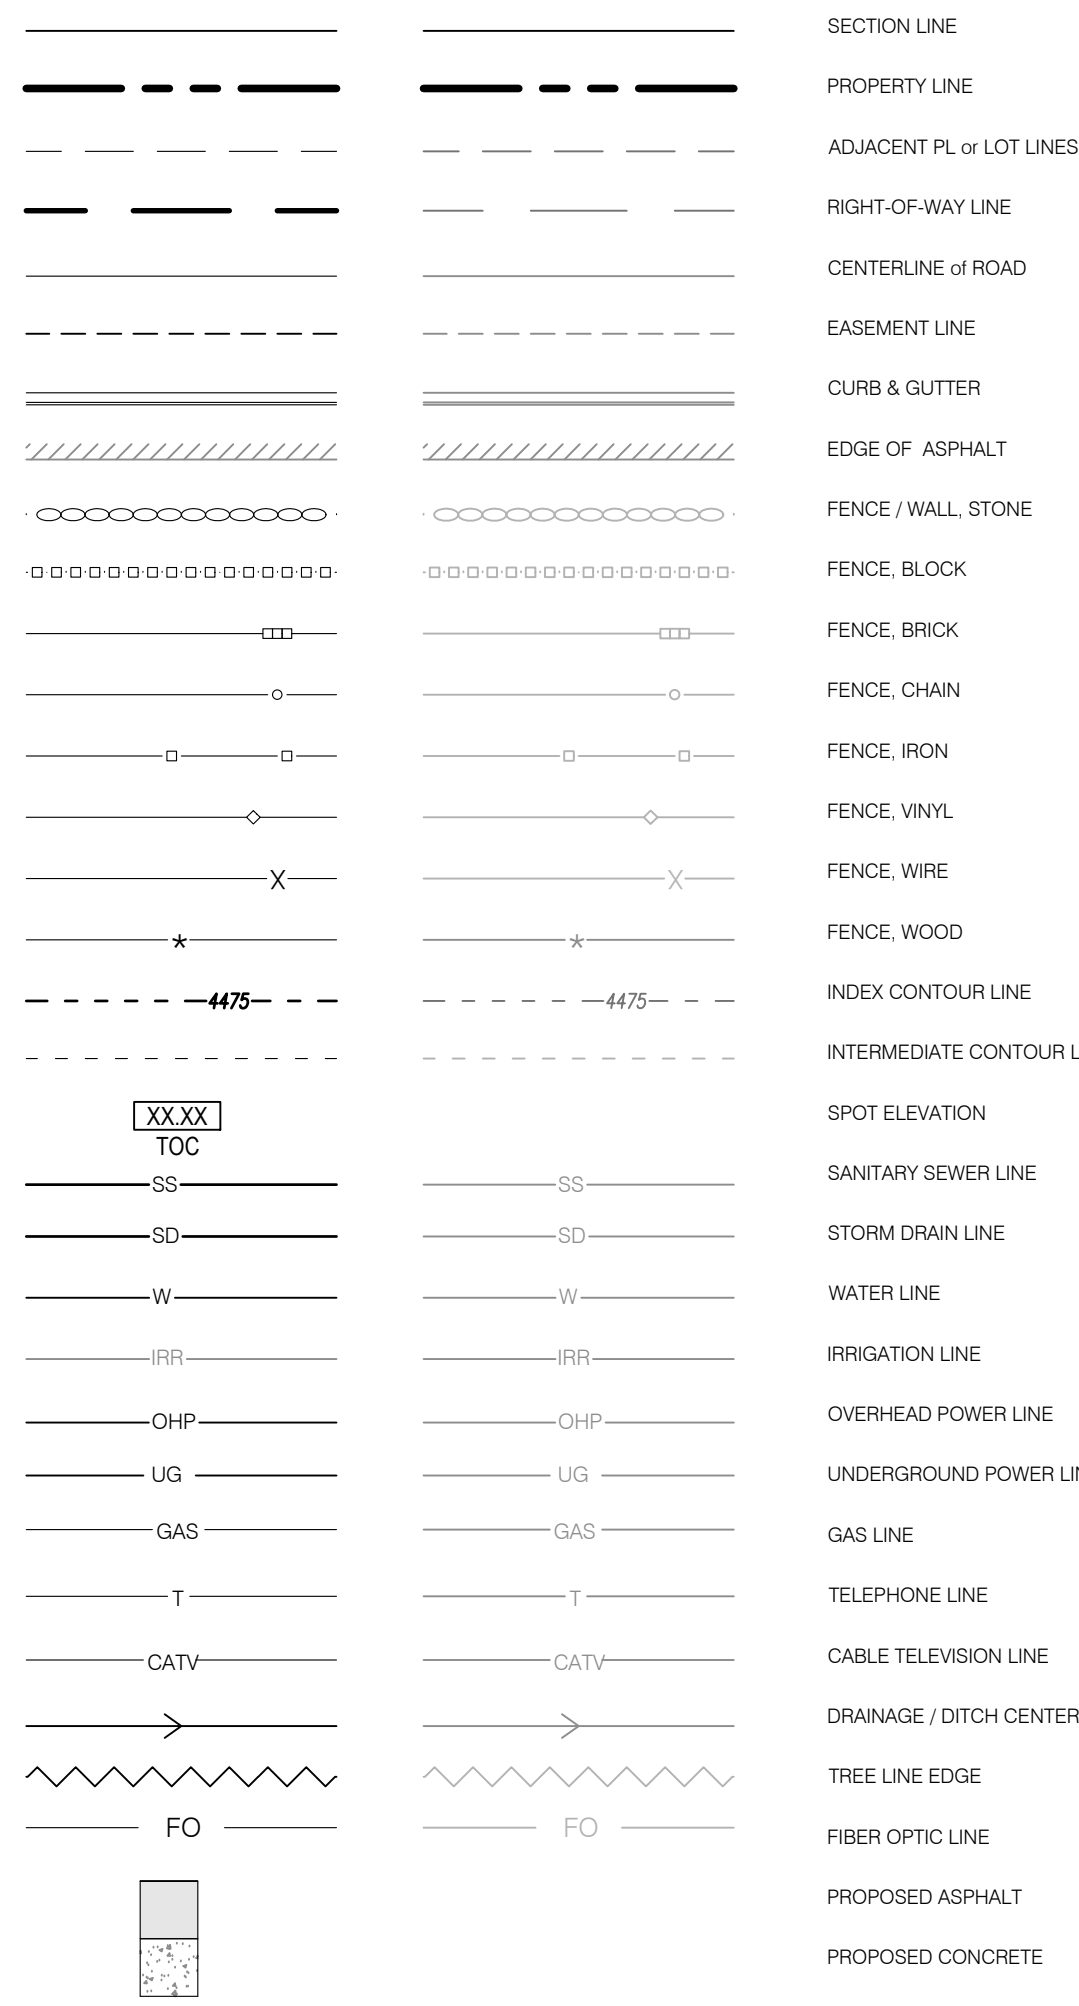 SECTION LINE
PROPERTY LINE
ADJACENT PL or LOT LINES
RIGHT-OF-WAY LINE
CENTERLINE of ROAD
EASEMENT LINE
CURB & GUTTER
EDGE OF ASPHALT
FENCE / WALL, STONE
FENCE, BLOCK
FENCE, BRICK
FENCE, CHAIN
FENCE, IRON
FENCE, VINYL
X X FENCE, WIRE
* * FENCE, WOOD
4475 4475 INDEX CONTOUR LINE
INTERMEDIATE CONTOUR L
XX.XX SPOT ELEVATION
TOC
SS SS SANITARY SEWER LINE
SD SD STORM DRAIN LINE
W W WATER LINE
IRR IRR IRRIGATION LINE
OHP OHP OVERHEAD POWER LINE
UG UG UNDERGROUND POWER LI
GAS GAS GAS LINE
T T TELEPHONE LINE
CATV CATV CABLE TELEVISION LINE
DRAINAGE / DITCH CENTER
TREE LINE EDGE
FO FO FIBER OPTIC LINE
PROPOSED ASPHALT
PROPOSED CONCRETE